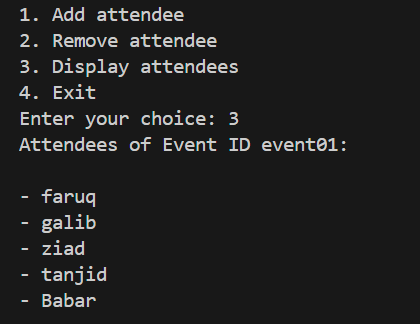 1. Add attendee
2. Remove attendee
3. Display attendees
4. Exit
Enter your choice: 3
Attendees of Event ID event01:
- faruq
- galib
- ziad
- tanjid
- Babar